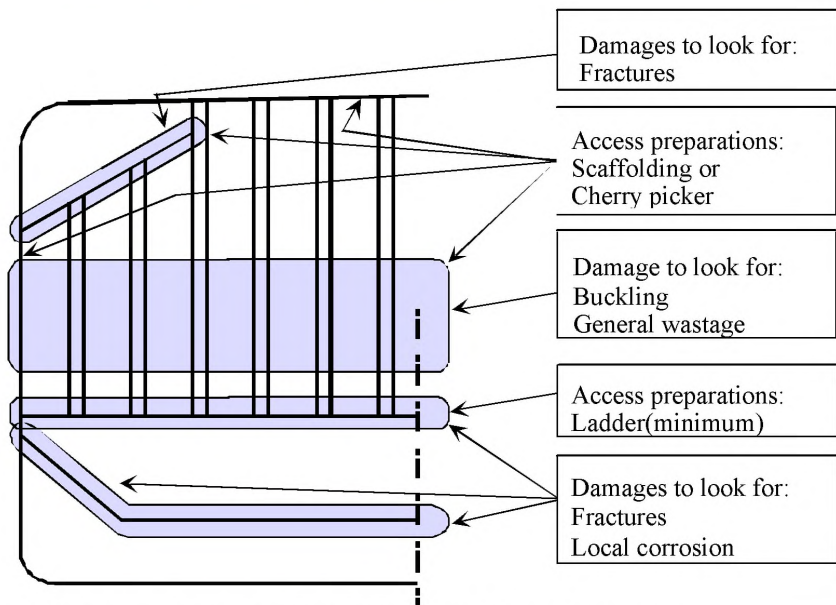 Damages to look for:
Fractures
Access preparations:
Scaffolding or
Cherry picker
Damage to look for:
Buckling
General wastage
Access preparations:
Ladder(minimum)
Damages to look for:
Fractures
Local corrosion